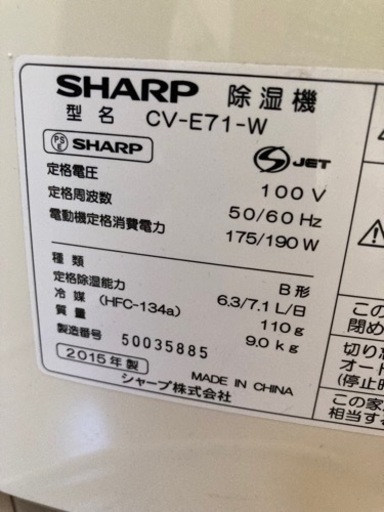 SHARP 除湿機
型名 CV-E71-W
PS E SHARP S JET
定格電圧 100 V
定格周波数 50/60 Hz
電動機定格消費電力 175/190 W
種類 B形
定格除湿能力 6.3/7.1 L/日
冷媒 (HFC-134a) 110g
質量 9.0kg
製造番号 50035885
2015年製 MADE IN CHINA
シャープ株式会社
この
閉め
切り
オート
(停止時
この家
相当する